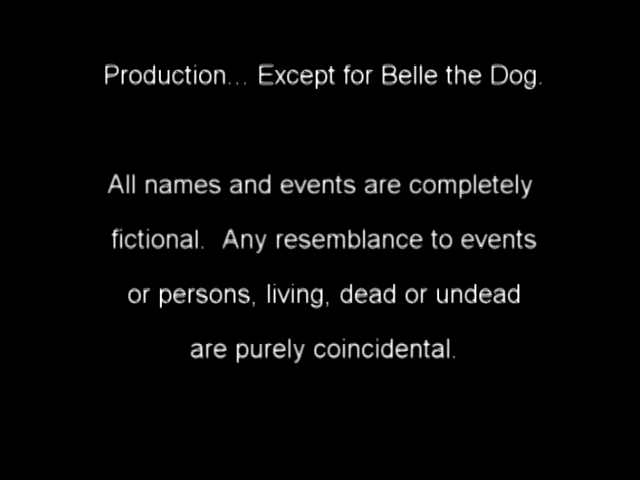 Production... Except for Belle the Dog.
All names and events are completely
fictional.  Any resemblance to events
or persons, living, dead or undead
are purely coincidental.